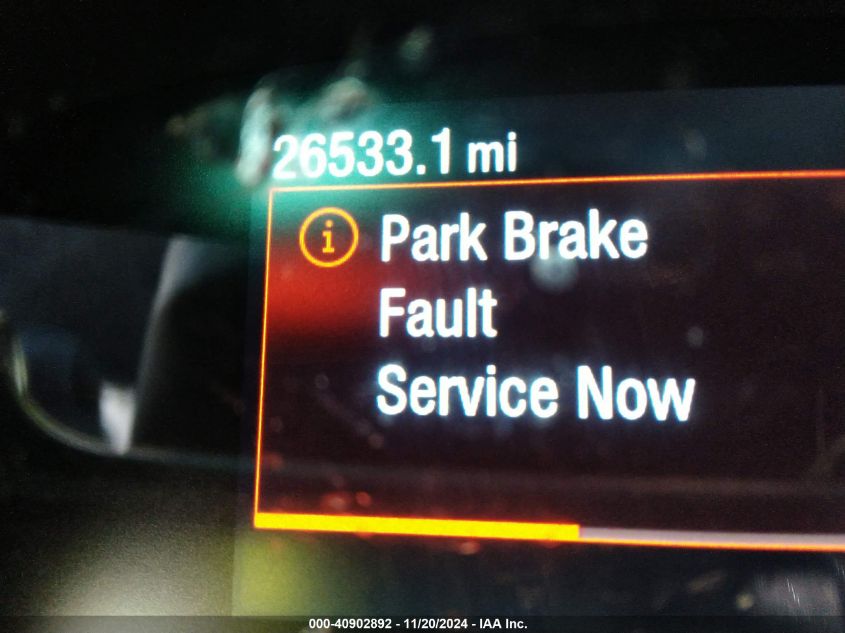 26533.1 mi
Park Brake
Fault
Service Now
000-40902892 - 11/20/2024 - IAA Inc.